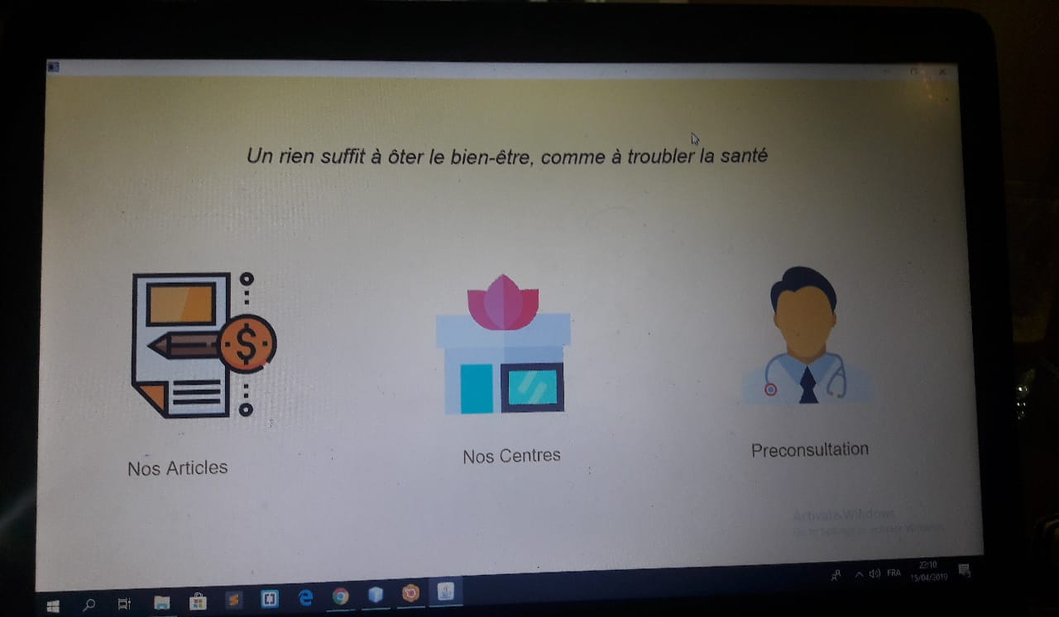 Un rien suffit à ôter le bien-être, comme à troubler la santé
$
Nos Articles
Nos Centres
Preconsultation
Activate Windows
FRA
22:10
15/04/2019